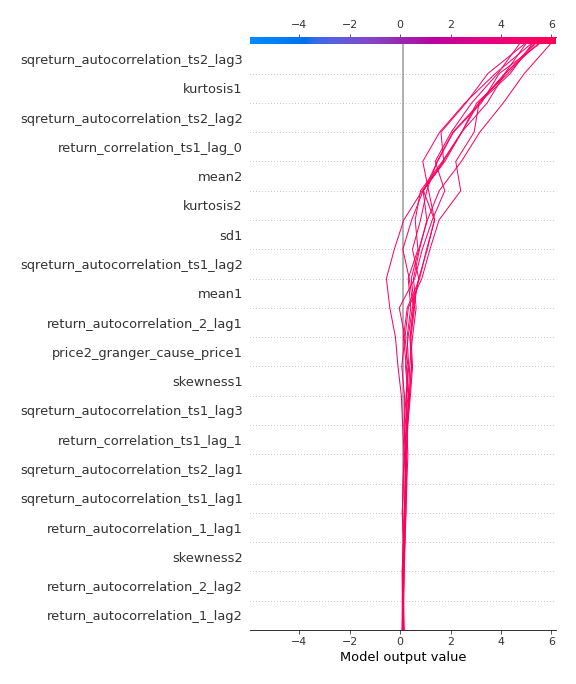 −4 −2 0 2 4 6
sqreturn_autocorrelation_ts2_lag3
kurtosis1
sqreturn_autocorrelation_ts2_lag2
return_correlation_ts1_lag_0
mean2
kurtosis2
sd1
sqreturn_autocorrelation_ts1_lag2
mean1
return_autocorrelation_2_lag1
price2_granger_cause_price1
skewness1
sqreturn_autocorrelation_ts1_lag3
return_correlation_ts1_lag_1
sqreturn_autocorrelation_ts2_lag1
sqreturn_autocorrelation_ts1_lag1
return_autocorrelation_1_lag1
skewness2
return_autocorrelation_2_lag2
return_autocorrelation_1_lag2
−4 −2 0 2 4 6
Model output value